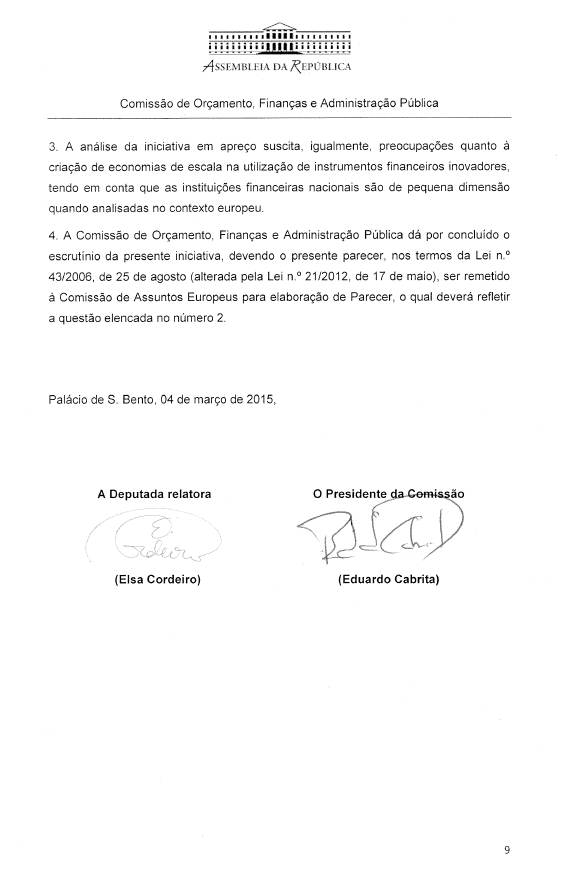 ASSEMBLEIA DA REPÚBLICA
Comissão de Orçamento, Finanças e Administração Pública
3. A análise da iniciativa em apreço suscita, igualmente, preocupações quanto à
criação de economias de escala na utilização de instrumentos financeiros inovadores,
tendo em conta que as instituições financeiras nacionais são de pequena dimensão
quando analisadas no contexto europeu.
4. A Comissão de Orçamento, Finanças e Administração Pública dá por concluído o
escrutínio da presente iniciativa, devendo o presente parecer, nos termos da Lei n.º
43/2006, de 25 de agosto (alterada pela Lei n.º 21/2012, de 17 de maio), ser remetido
à Comissão de Assuntos Europeus para elaboração de Parecer, o qual deverá refletir
a questão elencada no número 2.
Palácio de S. Bento, 04 de março de 2015,
A Deputada relatora O Presidente da Comissão
(Elsa Cordeiro) (Eduardo Cabrita)
9